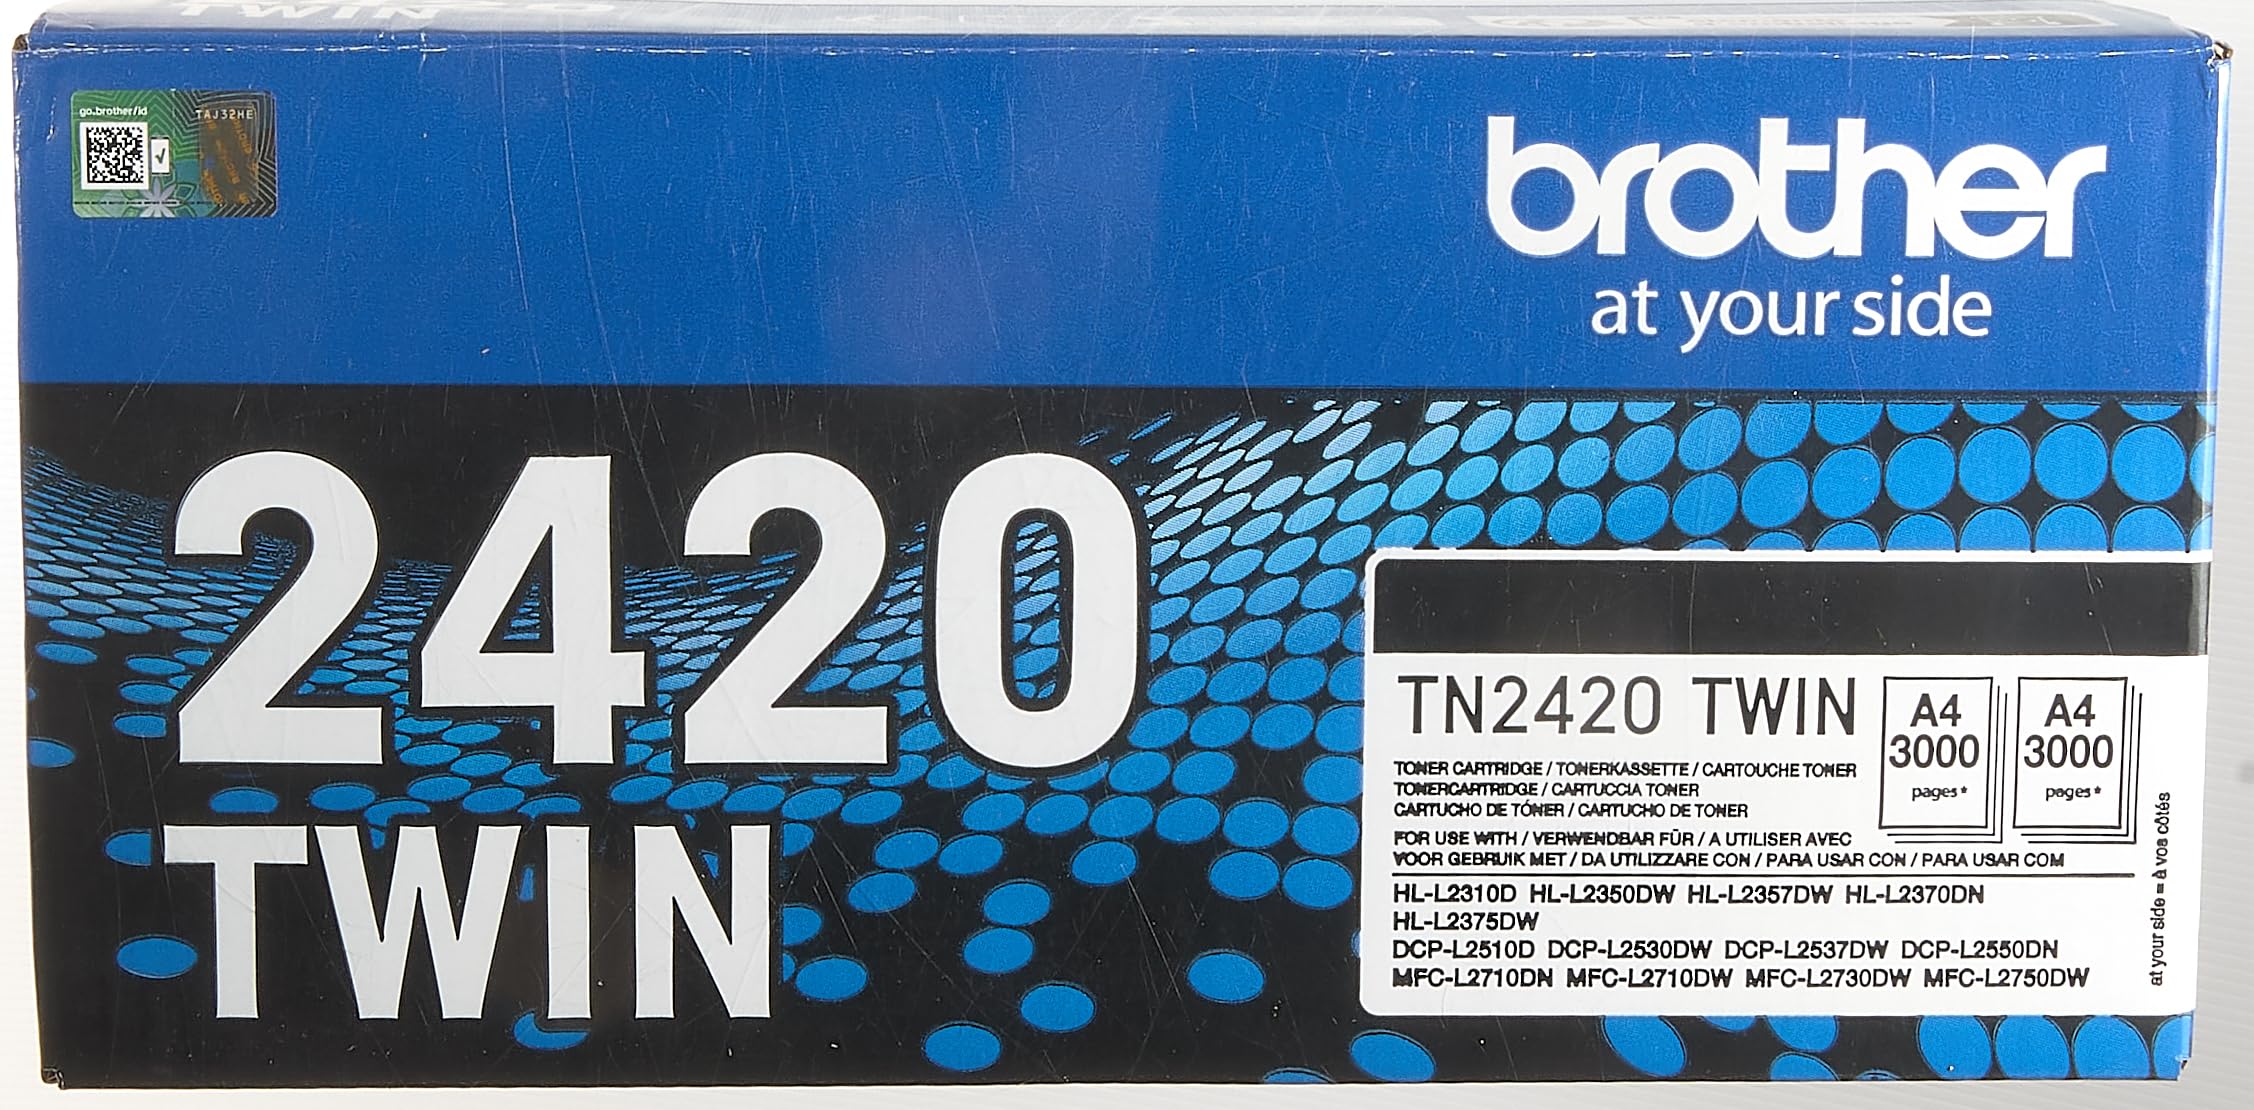 TWIN
go.brother/id
TAJ32HE
brother
at your side
2420
TWIN
TN2420 TWIN
A4
3000
pages*
A4
3000
pages*
TONER CARTRIDGE / TONERKASSETTE / CARTOUCHE TONER
TONERCARTRIDGE / CARTUCCIA TONER
CARTUCHO DE TÓNER / CARTUCHO DE TONER
FOR USE WITH / VERWENDBAR FÜR / A UTILISER AVEC
VOOR GEBRUIK MET / DA UTILIZZARE CON / PARA USAR CON / PARA USAR COM
HL-L2310D HL-L2350DW HL-L2357DW HL-L2370DN
HL-L2375DW
DCP-L2510D DCP-L2530DW DCP-L2537DW DCP-L2550DN
MFC-L2710DN MFC-L2710DW MFC-L2730DW MFC-L2750DW
at your side = à vos côtés